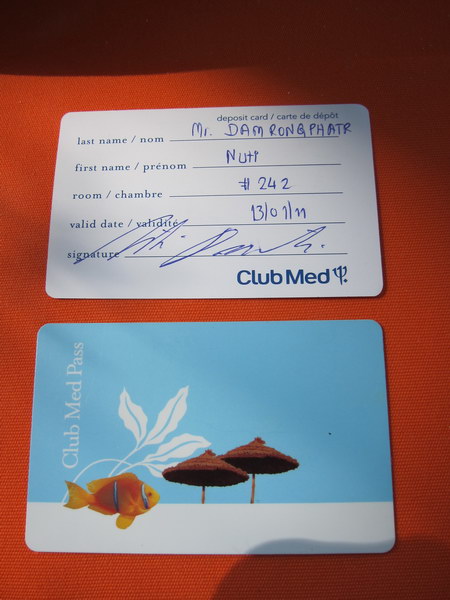 deposit card / carte de dépôt
last name / nom Mr. DAMRONGPHATR
first name / prénom Nuti
room / chambre #242
valid date / validité 13/01/11
signature
Club Med
Club Med Pass